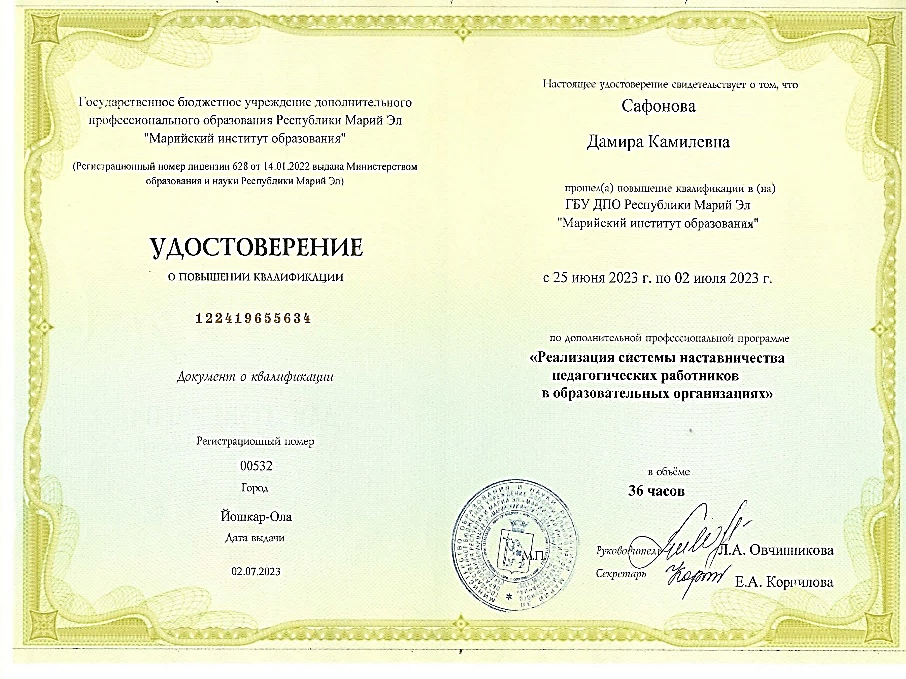 Государственное бюджетное учреждение дополнительного
профессионального образования Республики Марий Эл
"Марийский институт образования"
(Регистрационный номер лицензии 628 от 14.01.2022 выдана Министерством
образования и науки Республики Марий Эл)
УДОСТОВЕРЕНИЕ
О ПОВЫШЕНИИ КВАЛИФИКАЦИИ
122419655634
Документ о квалификации
Регистрационный номер
00532
Город
Йошкар-Ола
Дата выдачи
02.07.2023
Настоящее удостоверение свидетельствует о том, что
Сафонова
Дамира Камилевна
прошел(а) повышение квалификации в (на)
ГБУ ДПО Республики Марий Эл
"Марийский институт образования"
с 25 июня 2023 г. по 02 июля 2023 г.
по дополнительной профессиональной программе
«Реализация системы наставничества
педагогических работников
в образовательных организациях»
в объёме
36 часов
М.П.
Руководитель Л.А. Овчинникова
Секретарь Е.А. Корнилова